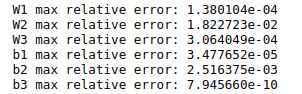 W1 max relative error: 1.380104e-04
W2 max relative error: 1.822723e-02
W3 max relative error: 3.064049e-04
b1 max relative error: 3.477652e-05
b2 max relative error: 2.516375e-03
b3 max relative error: 7.945660e-10